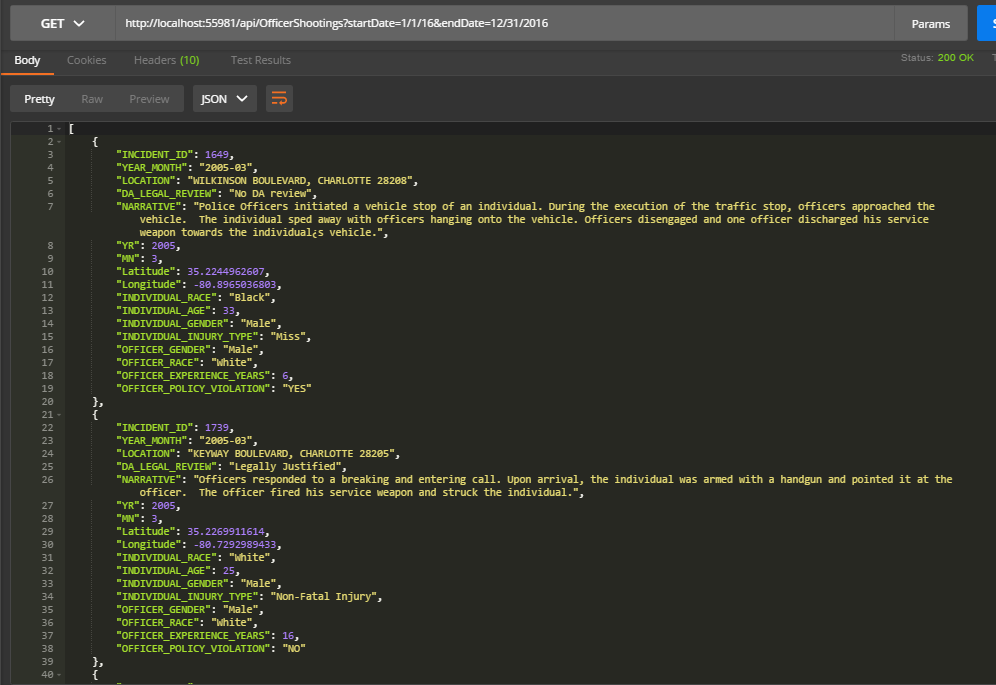 GET http://localhost:55981/api/OfficerShootings?startDate=1/1/16&endDate=12/31/2016 Params S
Body Cookies Headers (10) Test Results Status: 200 OK T
Pretty Raw Preview JSON
1 [
2 {
3 "INCIDENT_ID": 1649,
4 "YEAR_MONTH": "2005-03",
5 "LOCATION": "WILKINSON BOULEVARD, CHARLOTTE 28208",
6 "DA_LEGAL_REVIEW": "No DA review",
7 "NARRATIVE": "Police Officers initiated a vehicle stop of an individual. During the execution of the traffic stop, officers approached the
vehicle.  The individual sped away with officers hanging onto the vehicle. Officers disengaged and one officer discharged his service
weapon towards the individual¿s vehicle.",
8 "YR": 2005,
9 "MN": 3,
10 "Latitude": 35.2244962607,
11 "Longitude": -80.8965036803,
12 "INDIVIDUAL_RACE": "Black",
13 "INDIVIDUAL_AGE": 33,
14 "INDIVIDUAL_GENDER": "Male",
15 "INDIVIDUAL_INJURY_TYPE": "Miss",
16 "OFFICER_GENDER": "Male",
17 "OFFICER_RACE": "White",
18 "OFFICER_EXPERIENCE_YEARS": 6,
19 "OFFICER_POLICY_VIOLATION": "YES"
20 },
21 {
22 "INCIDENT_ID": 1739,
23 "YEAR_MONTH": "2005-03",
24 "LOCATION": "KEYWAY BOULEVARD, CHARLOTTE 28205",
25 "DA_LEGAL_REVIEW": "Legally Justified",
26 "NARRATIVE": "Officers responded to a breaking and entering call. Upon arrival, the individual was armed with a handgun and pointed it at the
officer.  The officer fired his service weapon and struck the individual.",
27 "YR": 2005,
28 "MN": 3,
29 "Latitude": 35.2269911614,
30 "Longitude": -80.7292989433,
31 "INDIVIDUAL_RACE": "White",
32 "INDIVIDUAL_AGE": 25,
33 "INDIVIDUAL_GENDER": "Male",
34 "INDIVIDUAL_INJURY_TYPE": "Non-Fatal Injury",
35 "OFFICER_GENDER": "Male",
36 "OFFICER_RACE": "White",
37 "OFFICER_EXPERIENCE_YEARS": 16,
38 "OFFICER_POLICY_VIOLATION": "NO"
39 },
40 {